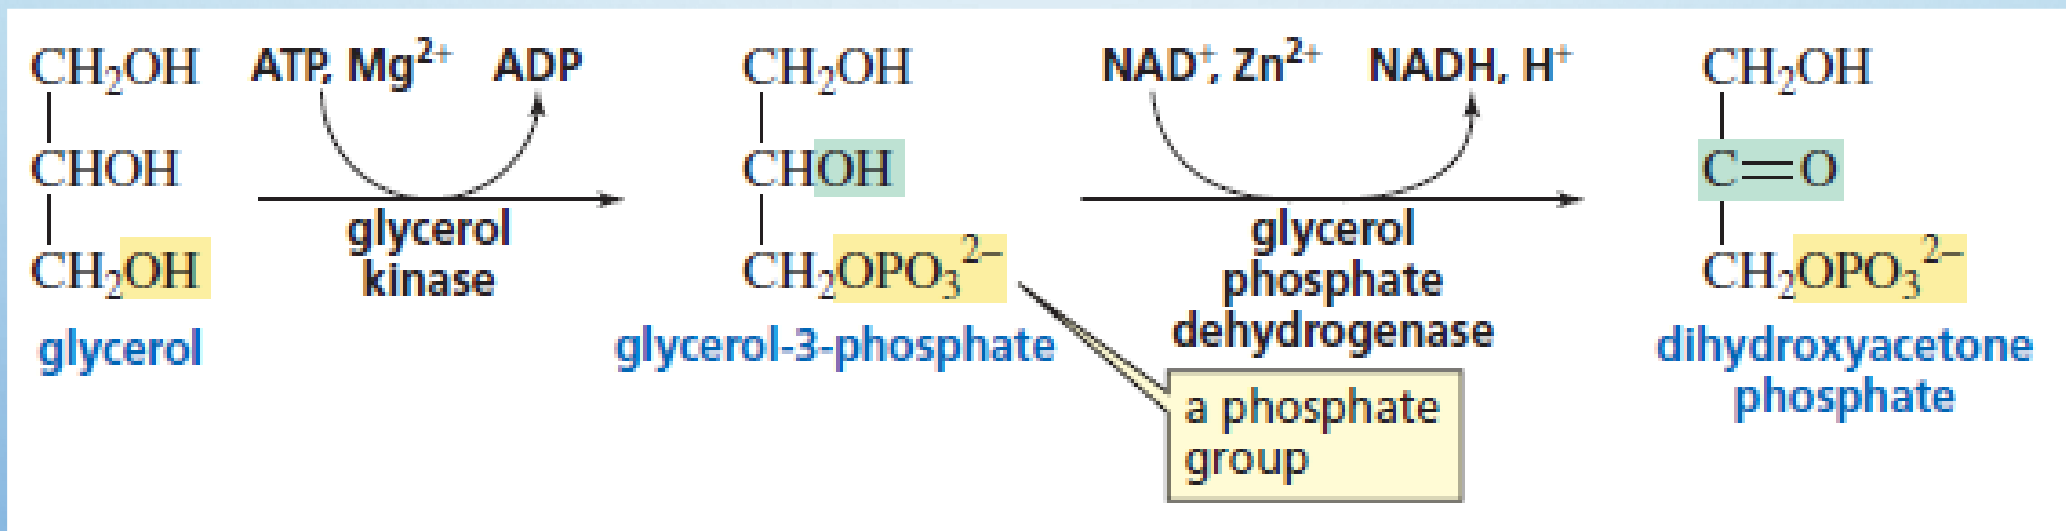 CH₂OH ATP, Mg²⁺ ADP CH₂OH NAD⁺, Zn²⁺ NADH, H⁺ CH₂OH
CHOH CHOH C=O
glycerol kinase
glycerol phosphate dehydrogenase
CH₂OH CH₂OPO₃²⁻ CH₂OPO₃²⁻
glycerol glycerol-3-phosphate dihydroxyacetone phosphate
a phosphate
group